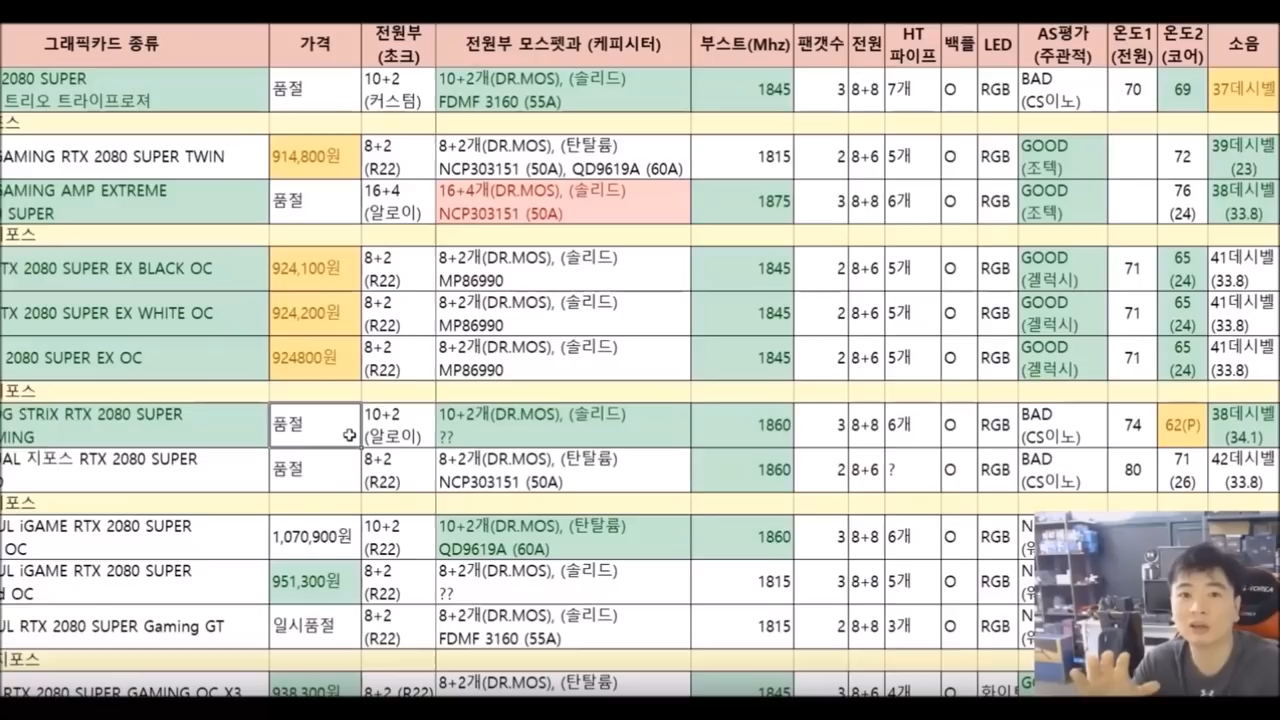 그래픽카드 종류 가격 전원부 (초크) 전원부 모스펫과 (케피시터) 부스트(Mhz) 팬갯수 전원 HT 파이프 백플 LED AS평가 (주관적) 온도1 (전원) 온도2 (코어) 소음
2080 SUPER 트리오 트라이프로져 품절 10+2 (커스텀) 10+2개(DR.MOS), (솔리드) FDMF 3160 (55A) 1845 3 8+8 7개 O RGB BAD (CS이노) 70 69 37데시벨
포스
GAMING RTX 2080 SUPER TWIN 914,800원 8+2 (R22) 8+2개(DR.MOS), (탄탈륨) NCP303151 (50A), QD9619A (60A) 1815 2 8+6 5개 O RGB GOOD (조텍) 72 39데시벨 (23)
GAMING AMP EXTREME SUPER 품절 16+4 (알로이) 16+4개(DR.MOS), (솔리드) NCP303151 (50A) 1875 3 8+8 6개 O RGB GOOD (조텍) 76 (24) 38데시벨 (33.8)
지포스
TX 2080 SUPER EX BLACK OC 924,100원 8+2 (R22) 8+2개(DR.MOS), (솔리드) MP86990 1845 2 8+6 5개 O RGB GOOD (겔럭시) 71 65 (24) 41데시벨 (33.8)
TX 2080 SUPER EX WHITE OC 924,200원 8+2 (R22) 8+2개(DR.MOS), (솔리드) MP86990 1845 2 8+6 5개 O RGB GOOD (겔럭시) 71 65 (24) 41데시벨 (33.8)
2080 SUPER EX OC 924800원 8+2 (R22) 8+2개(DR.MOS), (솔리드) MP86990 1845 2 8+6 5개 O RGB GOOD (겔럭시) 71 65 (24) 41데시벨 (33.8)
지포스
OG STRIX RTX 2080 SUPER MING 품절 10+2 (알로이) 10+2개(DR.MOS), (솔리드) ?? 1860 3 8+8 6개 O RGB BAD (CS이노) 74 62(P) 38데시벨 (34.1)
UAL 지포스 RTX 2080 SUPER 품절 8+2 (R22) 8+2개(DR.MOS), (탄탈륨) NCP303151 (50A) 1860 2 8+6 ? O RGB BAD (CS이노) 80 71 (26) 42데시벨 (33.8)
지포스
UL iGAME RTX 2080 SUPER OC 1,070,900원 10+2 (R22) 10+2개(DR.MOS), (탄탈륨) QD9619A (60A) 1860 3 8+8 6개 O RGB
UL iGAME RTX 2080 SUPER OC 951,300원 8+2 (R22) 8+2개(DR.MOS), (솔리드) ?? 1815 3 8+8 5개 O RGB
UL RTX 2080 SUPER Gaming GT 일시품절 8+2 (R22) 8+2개(DR.MOS), (솔리드) FDMF 3160 (55A) 1815 2 8+8 3개 O RGB
지포스
RTX 2080 SUPER GAMING OC X3 938,300원 8+2 (R22) 8+2개(DR.MOS), (탄탈륨) 1845 3 8+6 4개 O 화이트